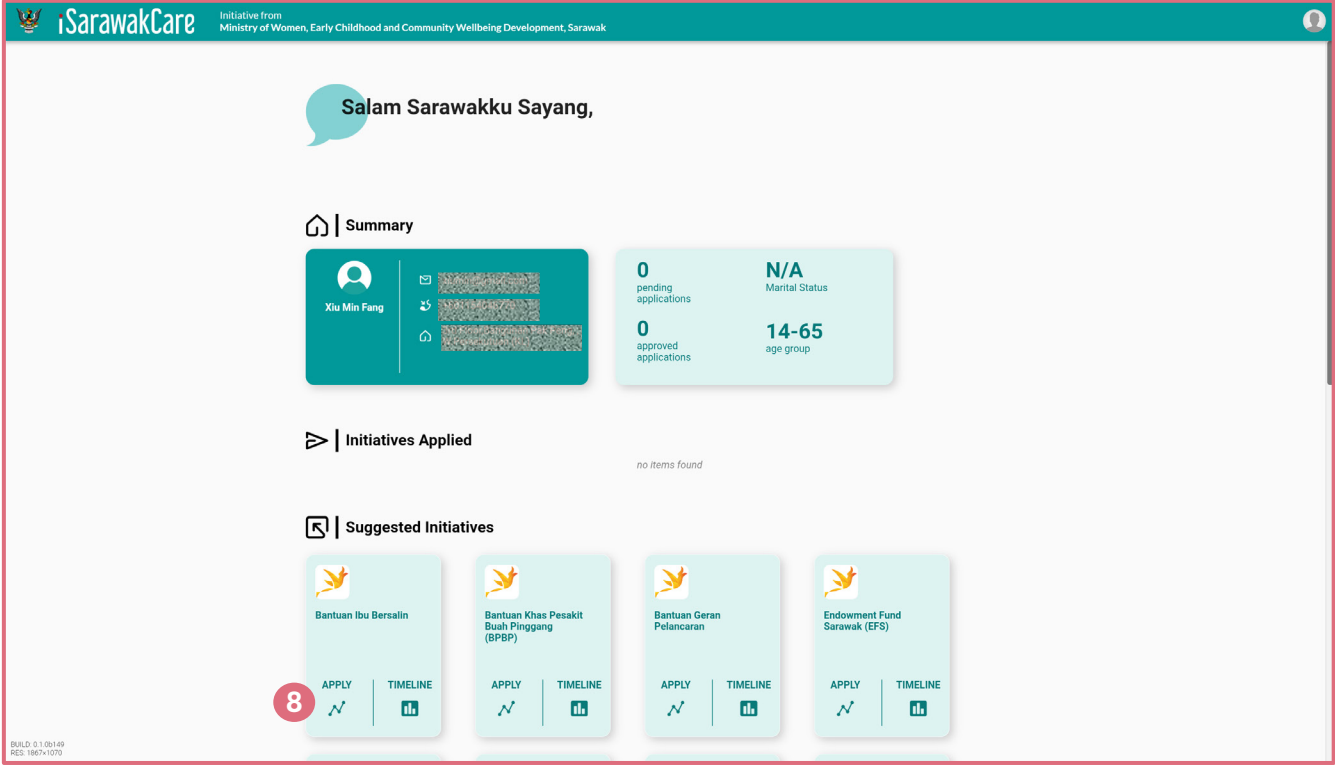 iSarawakCare
Initiative from
Ministry of Women, Early Childhood and Community Wellbeing Development, Sarawak
Salam Sarawakku Sayang,
Summary
Xiu Min Fang
0
pending
applications
N/A
Marital Status
0
approved
applications
14-65
age group
Initiatives Applied
no items found
Suggested Initiatives
Bantuan Ibu Bersalin
APPLY
TIMELINE
Bantuan Khas Pesakit
Buah Pinggang
(BPBP)
APPLY
TIMELINE
Bantuan Geran
Pelancaran
APPLY
TIMELINE
Endowment Fund
Sarawak (EFS)
APPLY
TIMELINE
8
BUILD: 0.1.0b149
RES: 1867×1070